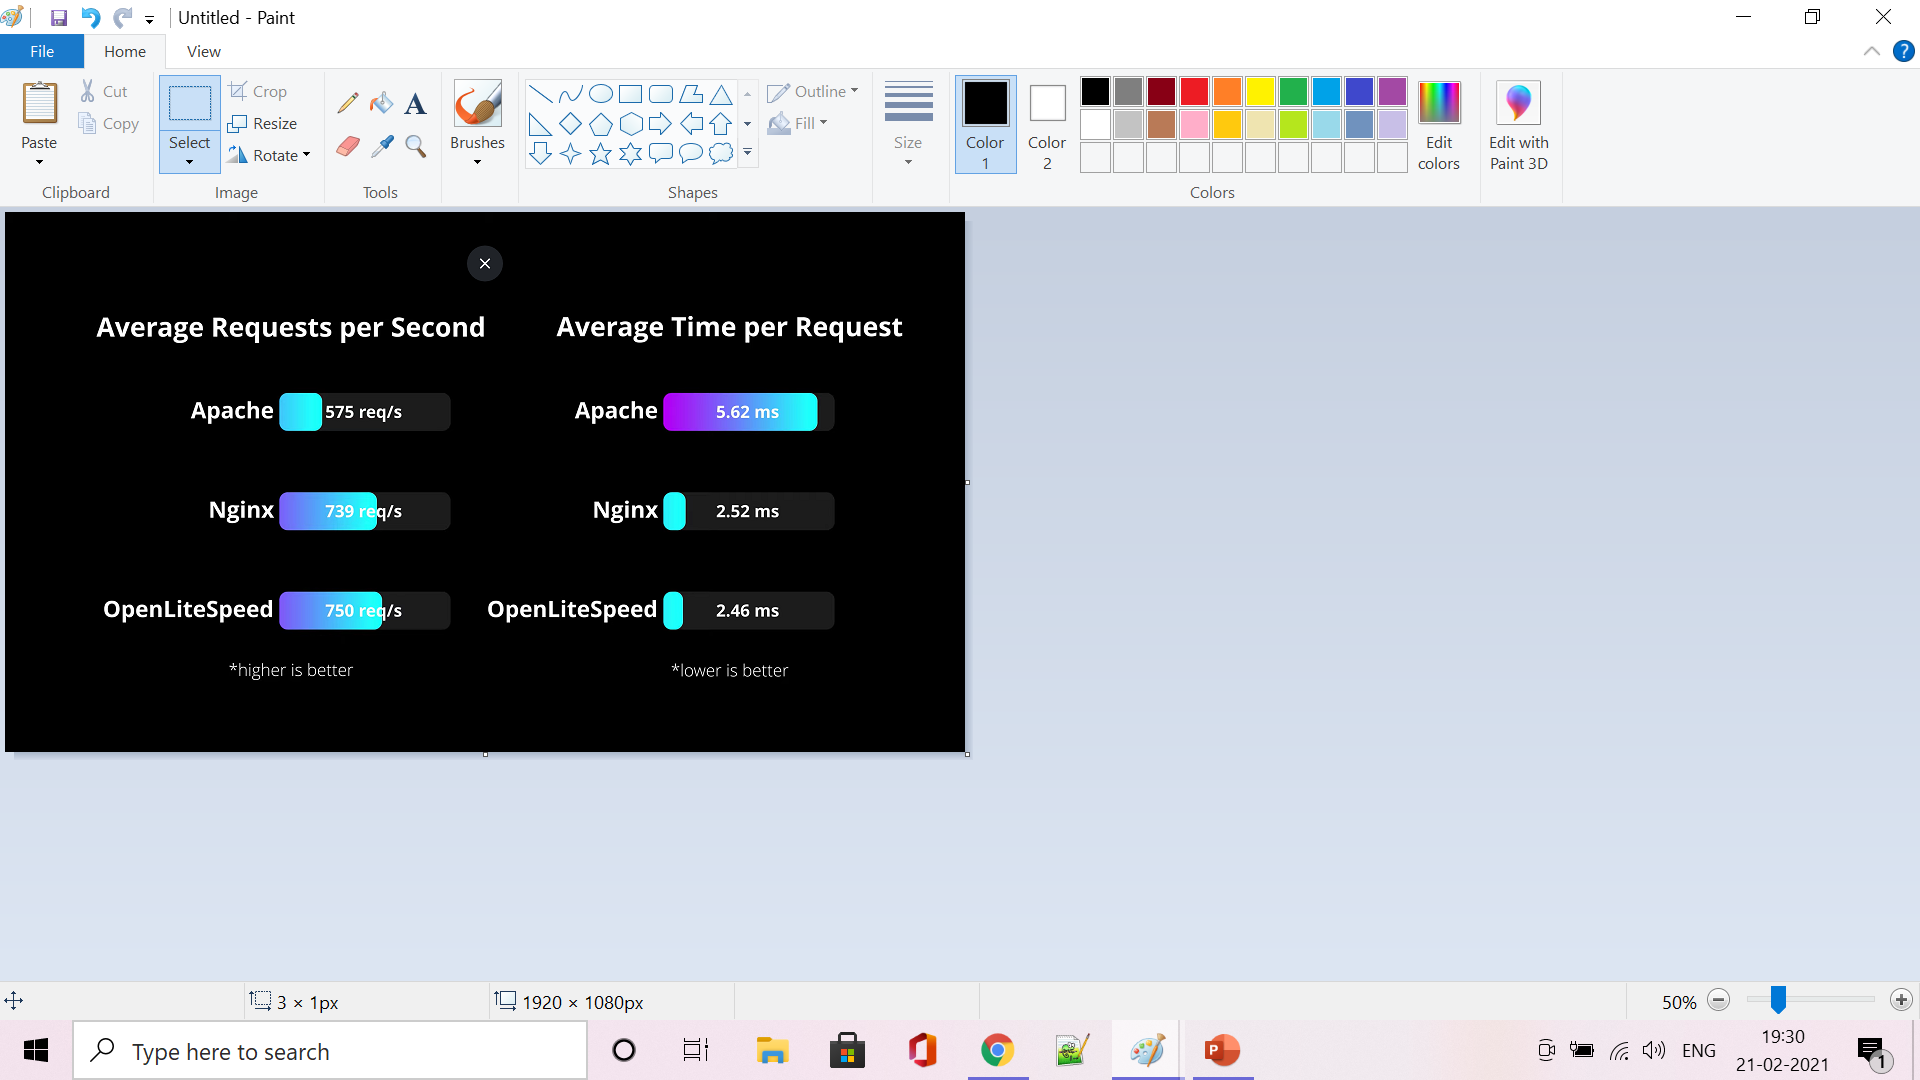 Untitled - Paint
File Home View
Paste
Cut
Copy
Clipboard
Select
Crop
Resize
Rotate
Image
Tools
Brushes
Shapes
Outline
Fill
Size
Color 1
Color 2
Colors
Edit colors
Edit with Paint 3D
Average Requests per Second
Apache 575 req/s
Nginx 739 req/s
OpenLiteSpeed 750 req/s
*higher is better
Average Time per Request
Apache 5.62 ms
Nginx 2.52 ms
OpenLiteSpeed 2.46 ms
*lower is better
3 × 1px
1920 × 1080px
50%
Type here to search
ENG
19:30
21-02-2021
1